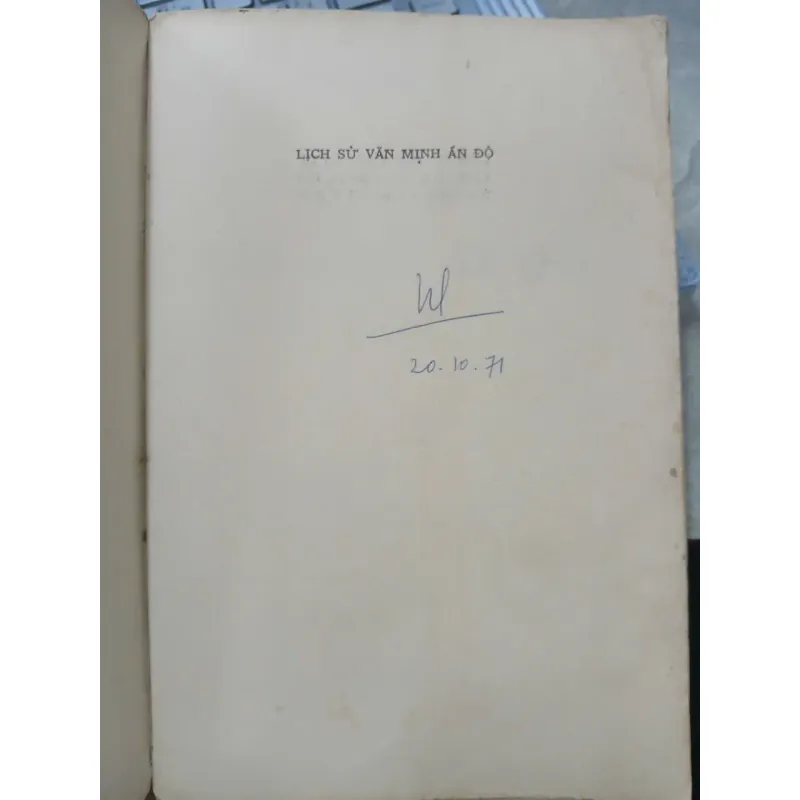 LỊCH SỬ VĂN MINH ẤN ĐỘ
20.10.71